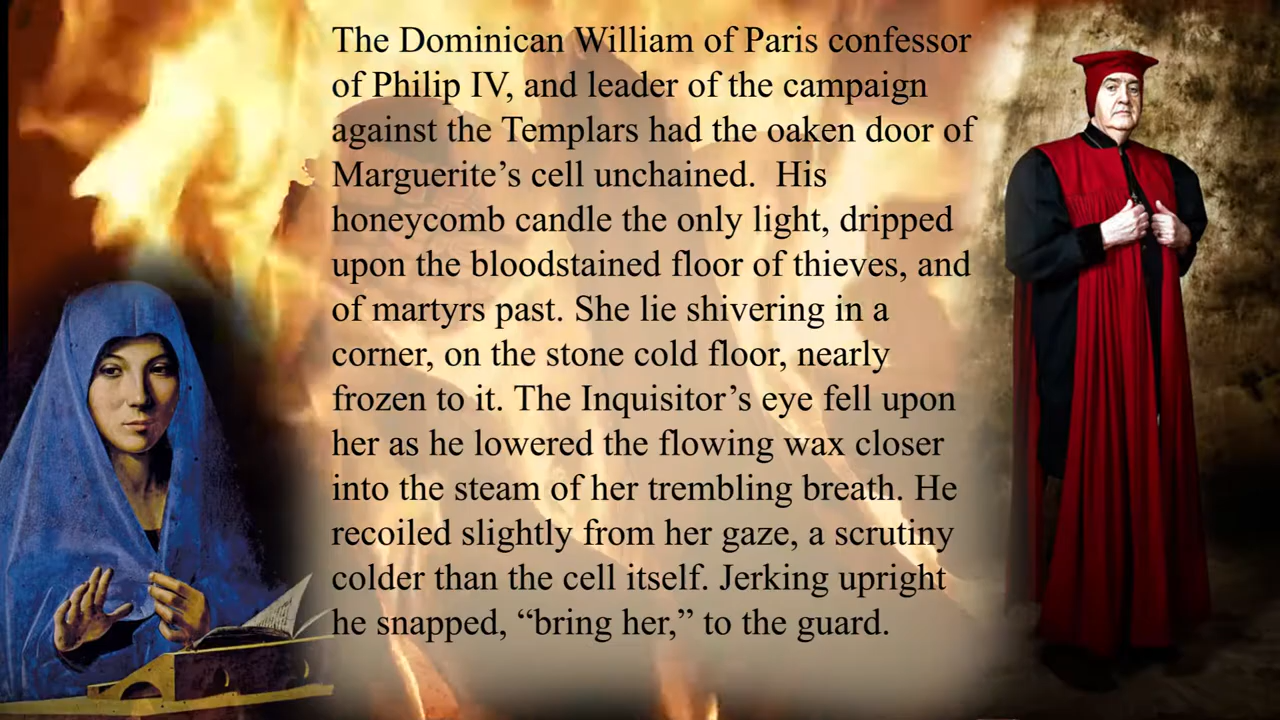 The Dominican William of Paris confessor
of Philip IV, and leader of the campaign
against the Templars had the oaken door of
Marguerite’s cell unchained.  His
honeycomb candle the only light, dripped
upon the bloodstained floor of thieves, and
of martyrs past. She lie shivering in a
corner, on the stone cold floor, nearly
frozen to it. The Inquisitor’s eye fell upon
her as he lowered the flowing wax closer
into the steam of her trembling breath. He
recoiled slightly from her gaze, a scrutiny
colder than the cell itself. Jerking upright
he snapped, “bring her,” to the guard.